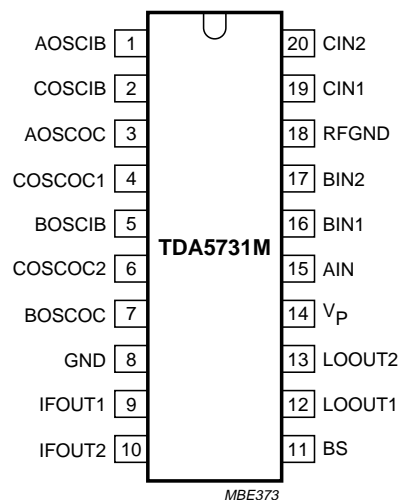 AOSCIB 1 20 CIN2
COSCIB 2 19 CIN1
AOSCOC 3 18 RFGND
COSCOC1 4 17 BIN2
BOSCIB 5 16 BIN1
TDA5731M
COSCOC2 6 15 AIN
BOSCOC 7 14 VP
GND 8 13 LOOUT2
IFOUT1 9 12 LOOUT1
IFOUT2 10 11 BS
MBE373